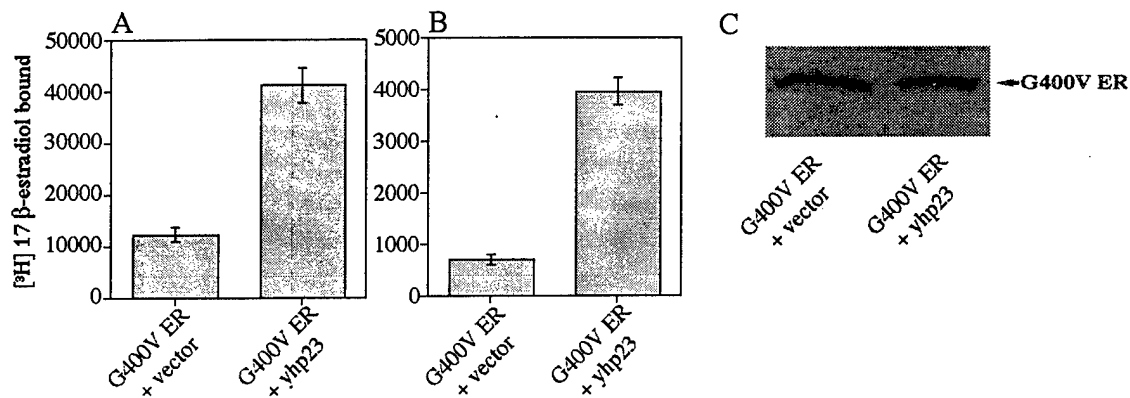 A
[³H] 17 β-estradiol bound
50000
40000
30000
20000
10000
0
G400V ER
+ vector
G400V ER
+ yhp23
B
5000
4000
3000
2000
1000
0
G400V ER
+ vector
G400V ER
+ yhp23
C
G400V ER
G400V ER
+ vector
G400V ER
+ yhp23